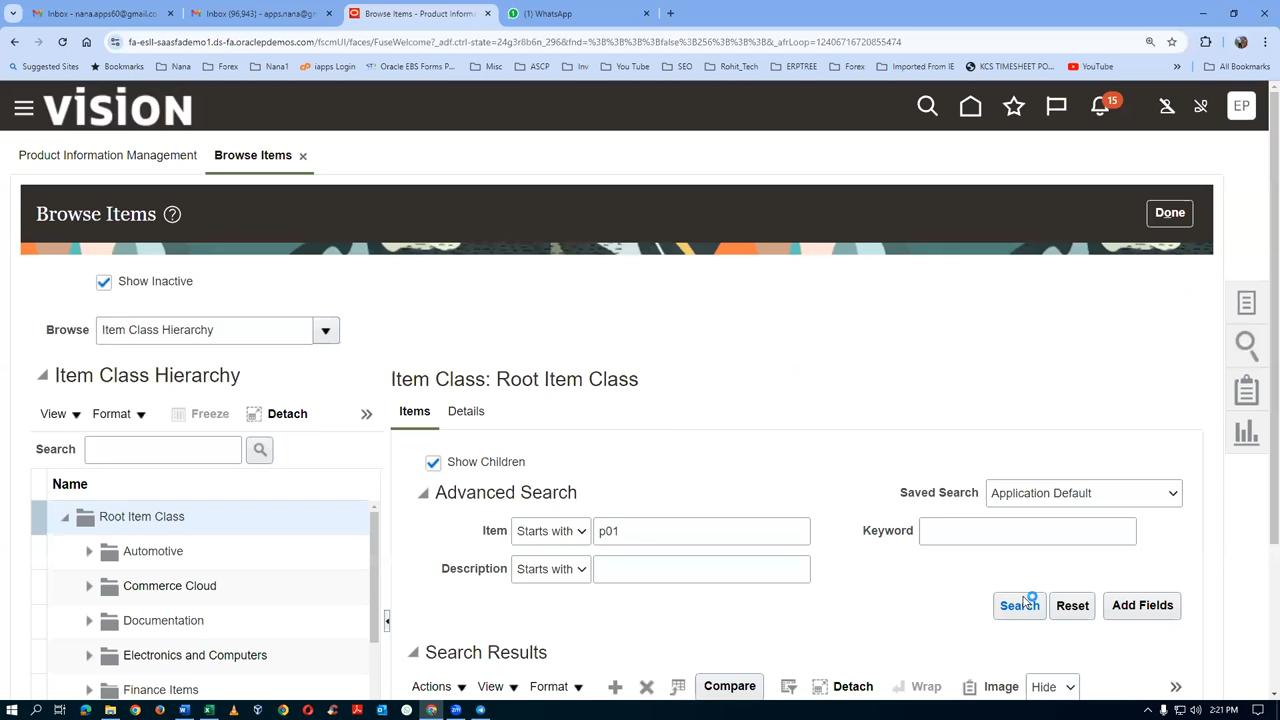 Inbox - nana.apps60@gmail.co
Inbox (96,943) - apps.nana@g
Browse Items - Product Inform
(1) WhatsApp
fa-esll-saasfademo1.ds-fa.oraclepdemos.com/fscmUI/faces/FuseWelcome?_adf.ctrl-state=24g3r8b6n_296&fnd=%3B%3B%3B%3Bfalse%3B256%3B%3B%3B&_afrLoop=12406716720855474
Suggested Sites
Bookmarks
Nana
Forex
Nana1
iapps Login
Oracle EBS Forms P...
Misc
ASCP
Inv
You Tube
SEO
Rohit_Tech
ERPTREE
Forex
Imported From IE
KCS TIMESHEET PO...
YouTube
»
All Bookmarks
vision
15
EP
Product Information Management
Browse Items
Browse Items
Done
Show Inactive
Browse Item Class Hierarchy
Item Class Hierarchy
View Format Freeze Detach »
Search
Name
Root Item Class
Automotive
Commerce Cloud
Documentation
Electronics and Computers
Finance Items
Item Class: Root Item Class
Items Details
Show Children
Advanced Search
Saved Search Application Default
Item Starts with p01
Keyword
Description Starts with
Search Reset Add Fields
Search Results
Actions View Format Compare Detach Wrap Image Hide »
2:21 PM